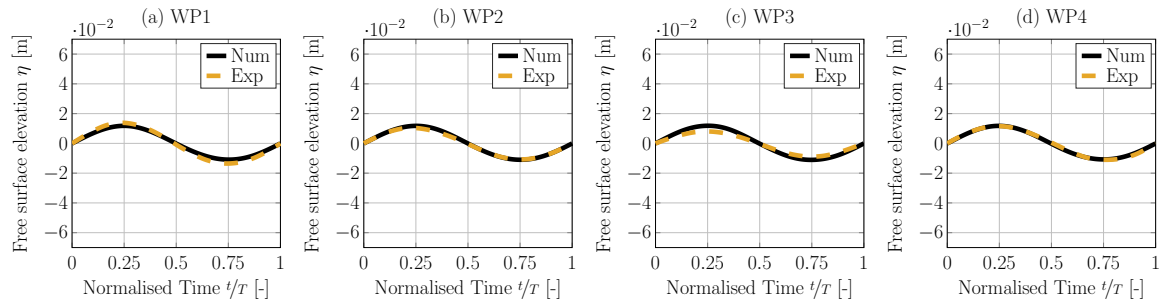 (a) WP1
·10⁻²
Free surface elevation η [m]
6
4
2
0
−2
−4
−6
Num
Exp
0
0.25
0.5
0.75
1
Normalised Time t/T [-]
(b) WP2
·10⁻²
Free surface elevation η [m]
6
4
2
0
−2
−4
−6
Num
Exp
0
0.25
0.5
0.75
1
Normalised Time t/T [-]
(c) WP3
·10⁻²
Free surface elevation η [m]
6
4
2
0
−2
−4
−6
Num
Exp
0
0.25
0.5
0.75
1
Normalised Time t/T [-]
(d) WP4
·10⁻²
Free surface elevation η [m]
6
4
2
0
−2
−4
−6
Num
Exp
0
0.25
0.5
0.75
1
Normalised Time t/T [-]